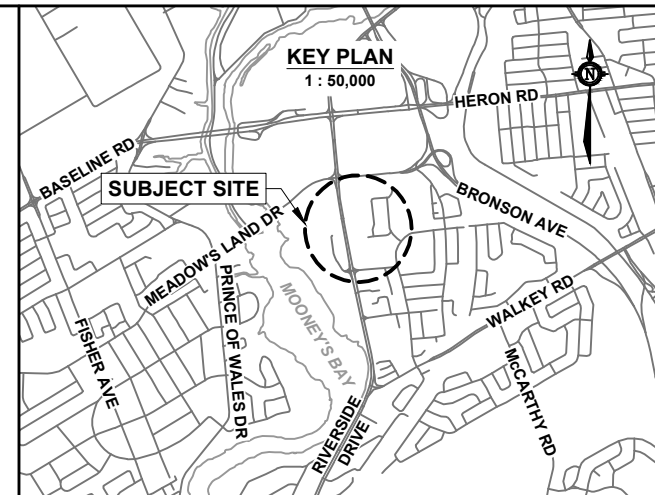 KEY PLAN
1 : 50,000
N
HERON RD
BASELINE RD
SUBJECT SITE
BRONSON AVE
MEADOW'S LAND DR
PRINCE OF WALES DR
MOONEY'S BAY
WALKEY RD
FISHER AVE
McCARTHY RD
RIVERSIDE
DRIVE